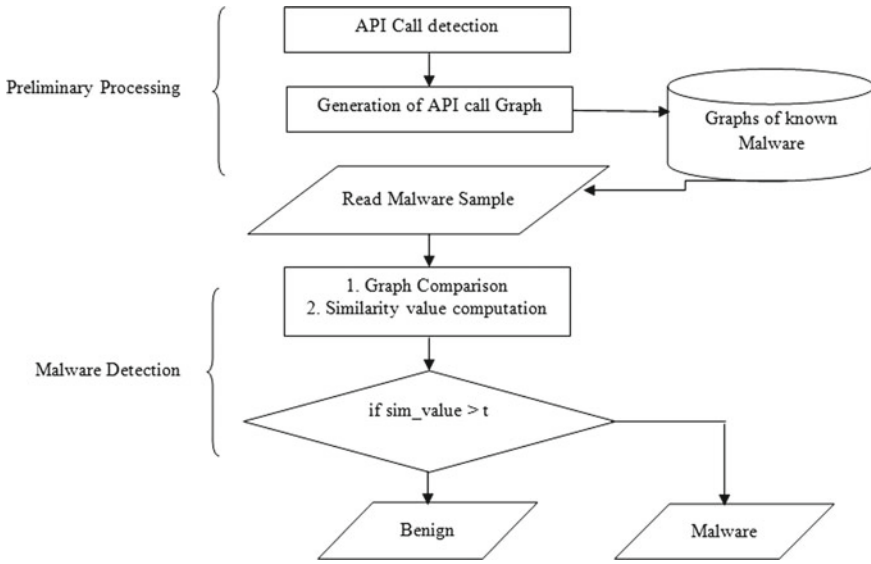 API Call detection
Preliminary Processing
Generation of API call Graph
Graphs of known
Malware
Read Malware Sample
1. Graph Comparison
2. Similarity value computation
Malware Detection
if sim_value > t
Benign
Malware